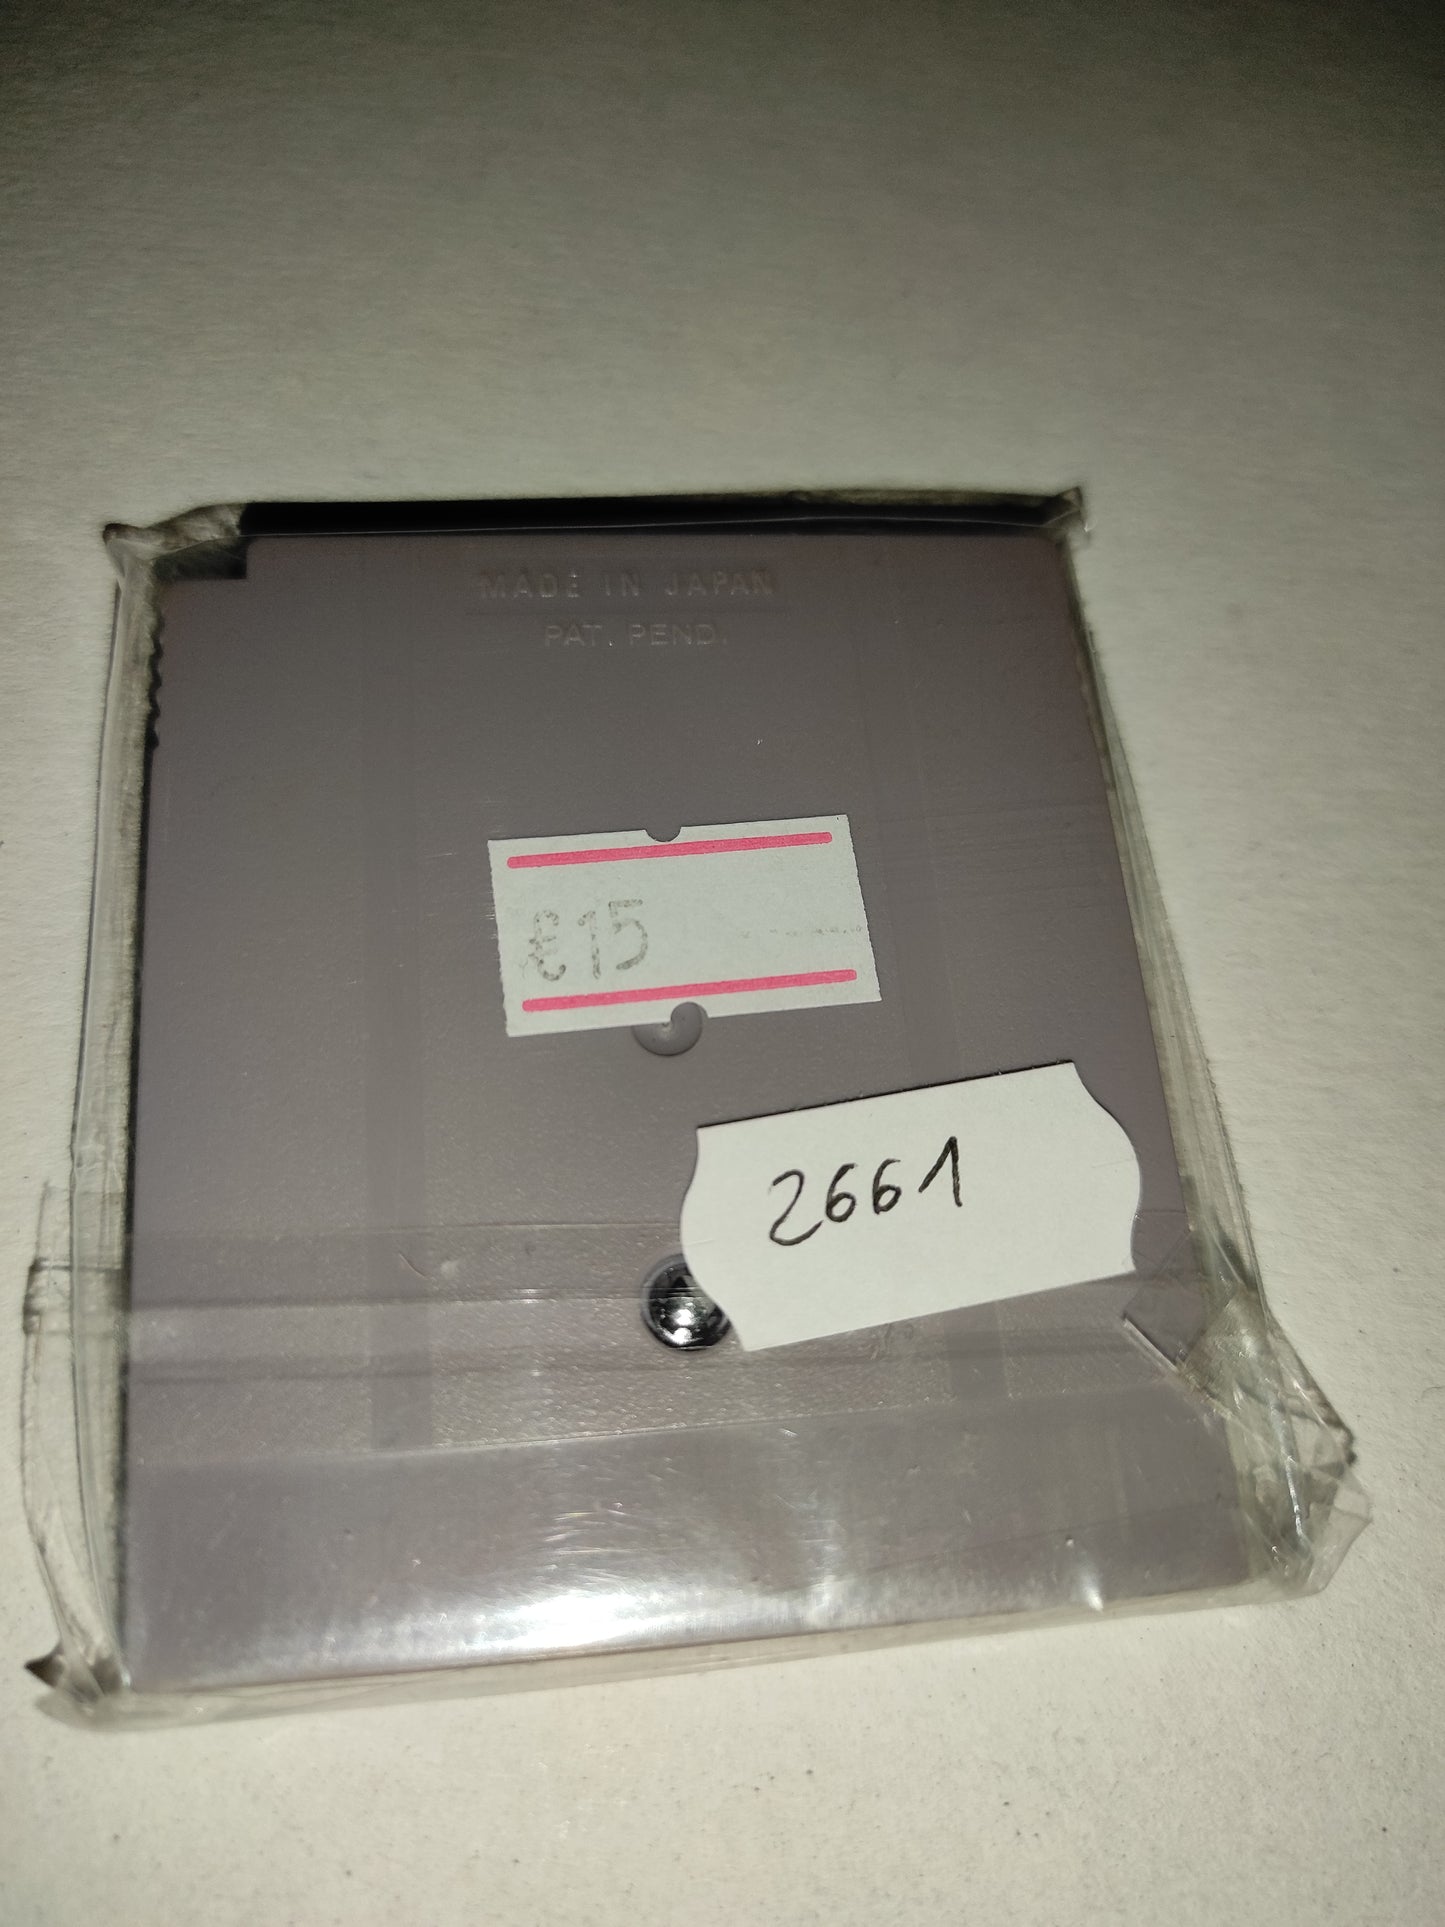 MADE IN JAPAN
PAT. PEND.
€15
2661